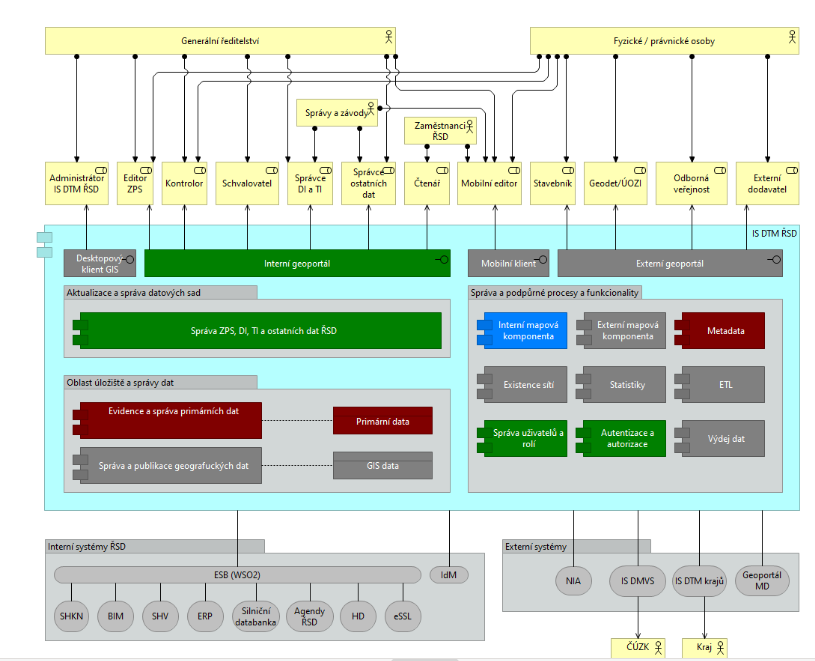 Generální ředitelství
Fyzické / právnické osoby
Správy a závody
Zaměstnanci
ŘSD
Administrátor
IS DTM ŘSD
Editor
ZPS
Kontrolor
Schvalovatel
Správce
DI a TI
Správce
ostatních
dat
Čtenář
Mobilní editor
Stavebník
Geodet/ÚOZI
Odborná
veřejnost
Externí
dodavatel
IS DTM ŘSD
Desktopový
klient GIS
Interní geoportál
Mobilní klient
Externí geoportál
Aktualizace a správa datových sad
Správa ZPS, DI, TI a ostatních dat ŘSD
Správa a podpůrné procesy a funkcionality
Interní mapová
komponenta
Externí mapová
komponenta
Metadata
Existence sítí
Statistiky
ETL
Správa uživatelů a
rolí
Autentizace a
autorizace
Výdej dat
Oblast úložiště a správy dat
Evidence a správa primárních dat
Primární data
Správa a publikace geografuckých dat
GIS data
Interní systémy ŘSD
ESB (WSO2)
IdM
SHKN
BIM
SHV
ERP
Silniční
databanka
Agendy
ŘSD
HD
eSSL
Externí systémy
NIA
IS DMVS
IS DTM krajů
Geoportál
MD
ČÚZK
Kraj